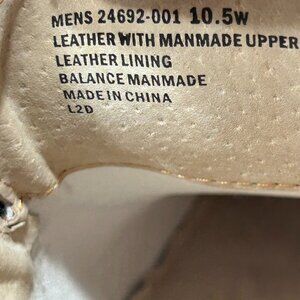 MENS 24692-001 10.5W
LEATHER WITH MANMADE UPPER
LEATHER LINING
BALANCE MANMADE
MADE IN CHINA
L2D